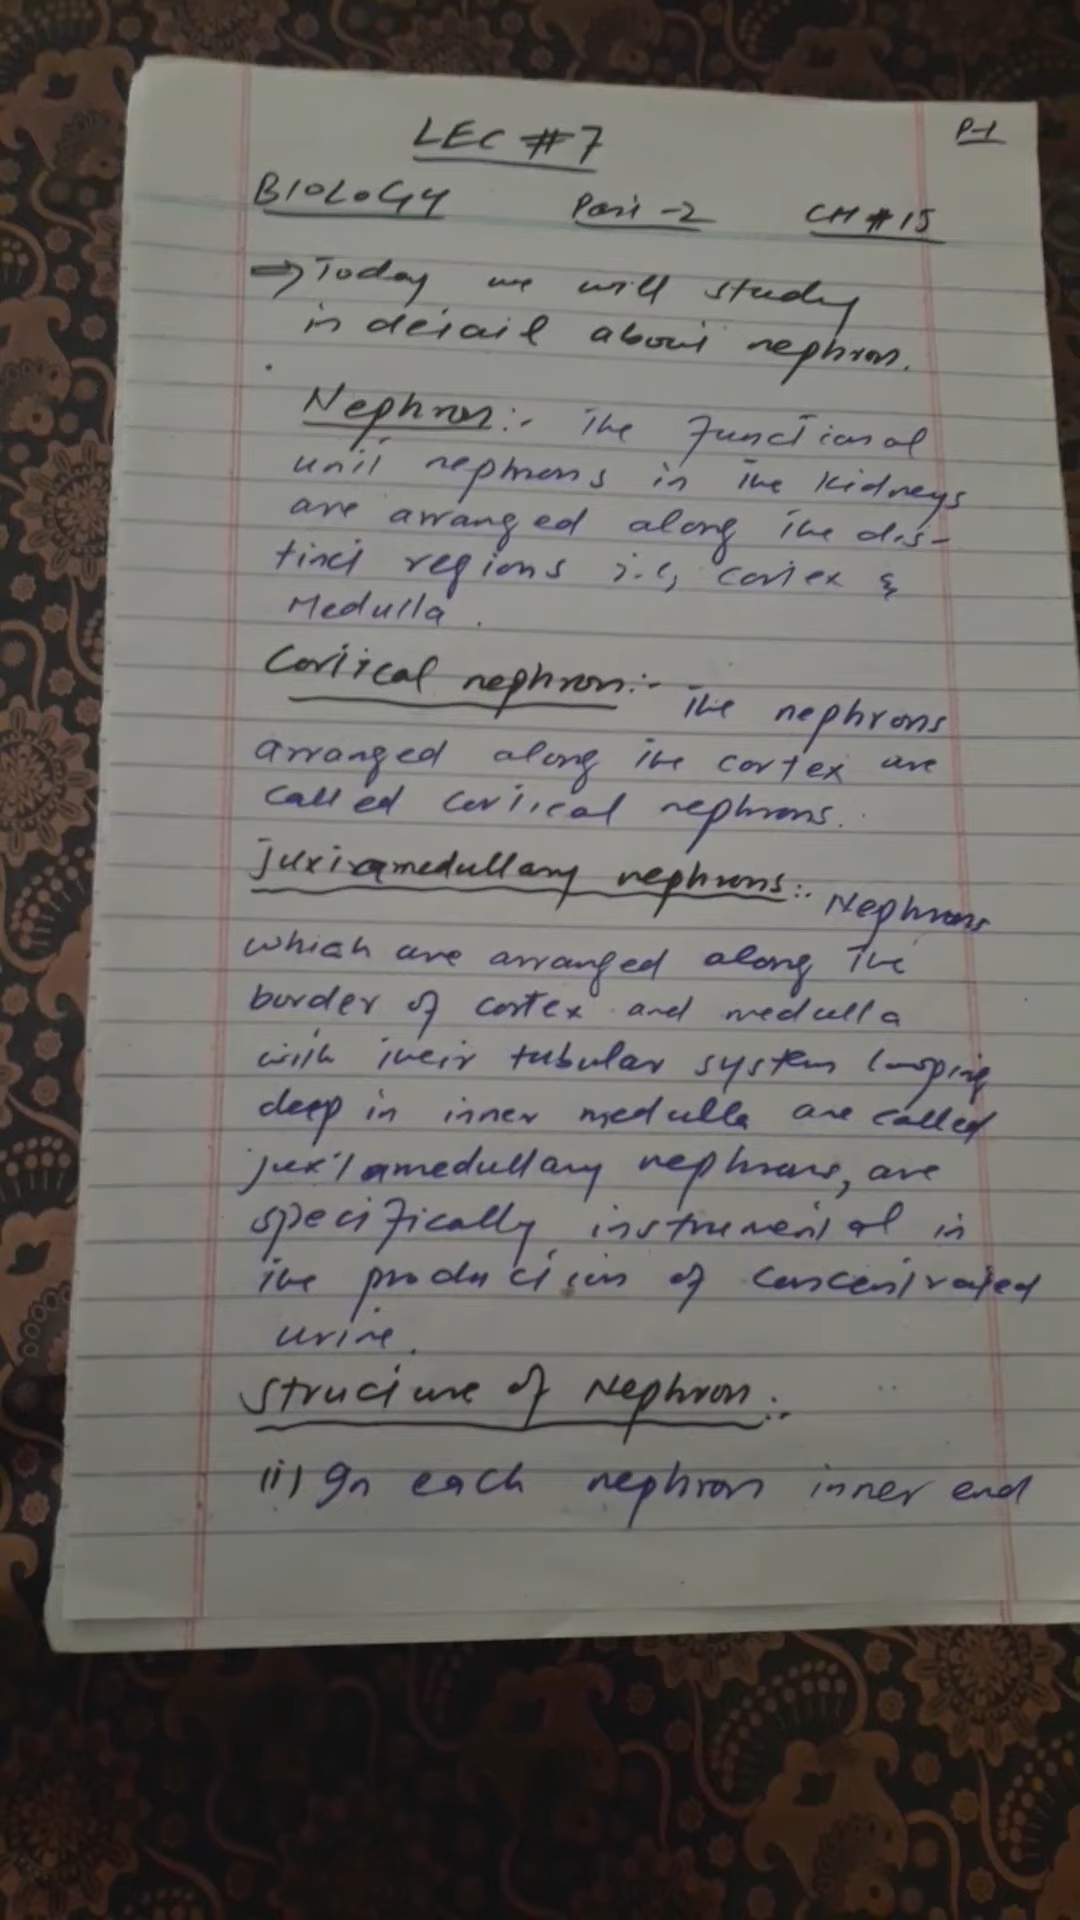 P-1
LEC #7
BIOLOGY Part-2 CH#15
⇒ Today we will study
in detail about nephron.
Nephron:- The functional
unit nephrons in the kidneys
are arranged along the dis-
tinct regions i.e, cortex &
Medulla.
Cortical nephron:- The nephrons
arranged along the cortex are
called cortical nephrons.
juxtamedullary nephrons:- Nephrons
which are arranged along the
border of cortex and medulla
with their tubular system looping
deep in inner medulla are called
juxtamedullary nephrons, are
specifically instrumental in
the production of concentrated
urine.
Structure of Nephron:-
(i) In each nephron inner end